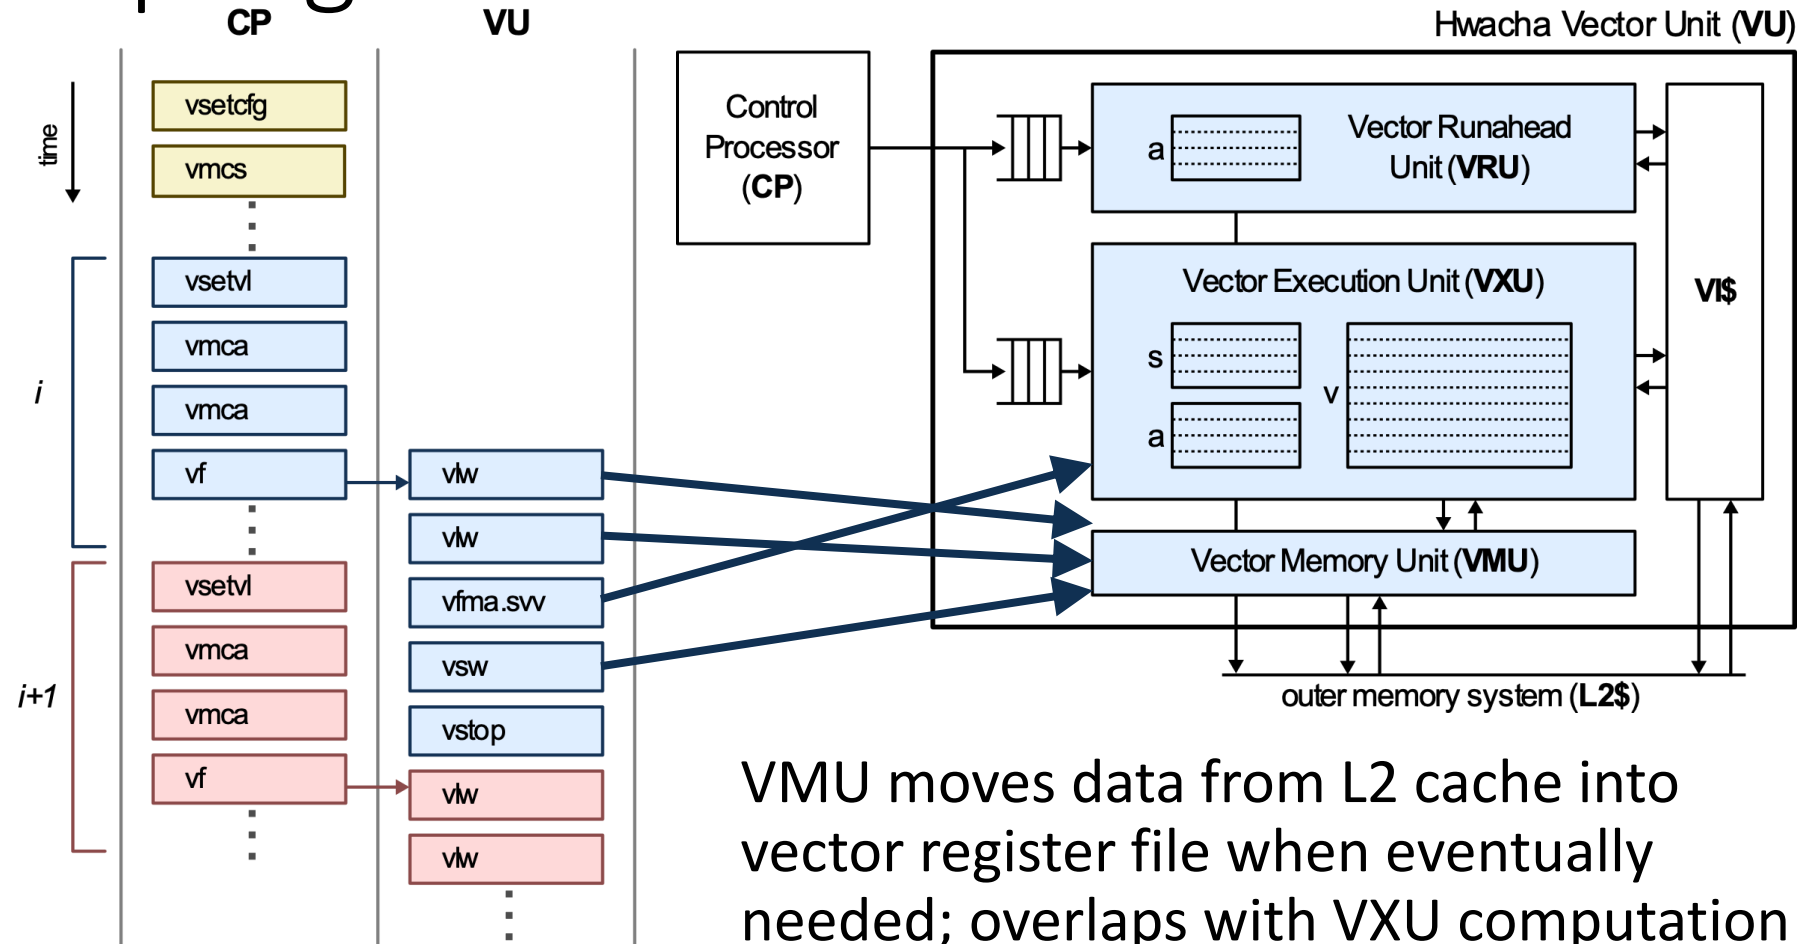 CP
VU
time
vsetcfg
vmcs
i
vsetvl
vmca
vmca
vf
i+1
vsetvl
vmca
vmca
vf
vlw
vlw
vfma.svv
vsw
vstop
vlw
vlw
Hwacha Vector Unit (VU)
Control
Processor
(CP)
a
Vector Runahead
Unit (VRU)
Vector Execution Unit (VXU)
s
a
v
VI$
Vector Memory Unit (VMU)
outer memory system (L2$)
VMU moves data from L2 cache into
vector register file when eventually
needed; overlaps with VXU computation